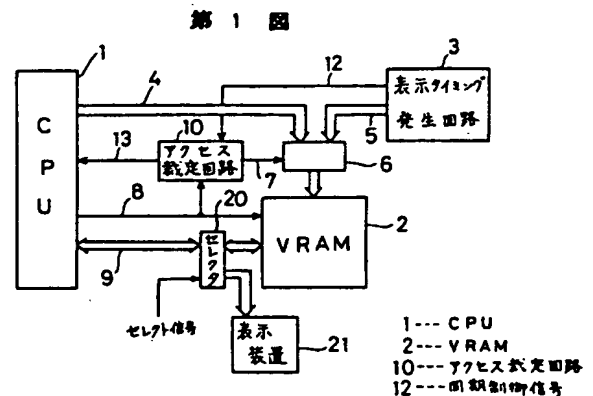 第 1 図
1
3
4
12
表示タイミング
発生回路
5
CPU
13
10
アクセス
裁定回路
7
6
8
20
2
VRAM
セレクタ
9
セレクト信号
表示
装置
21
1---CPU
2---VRAM
10---アクセス裁定回路
12---同期制御信号